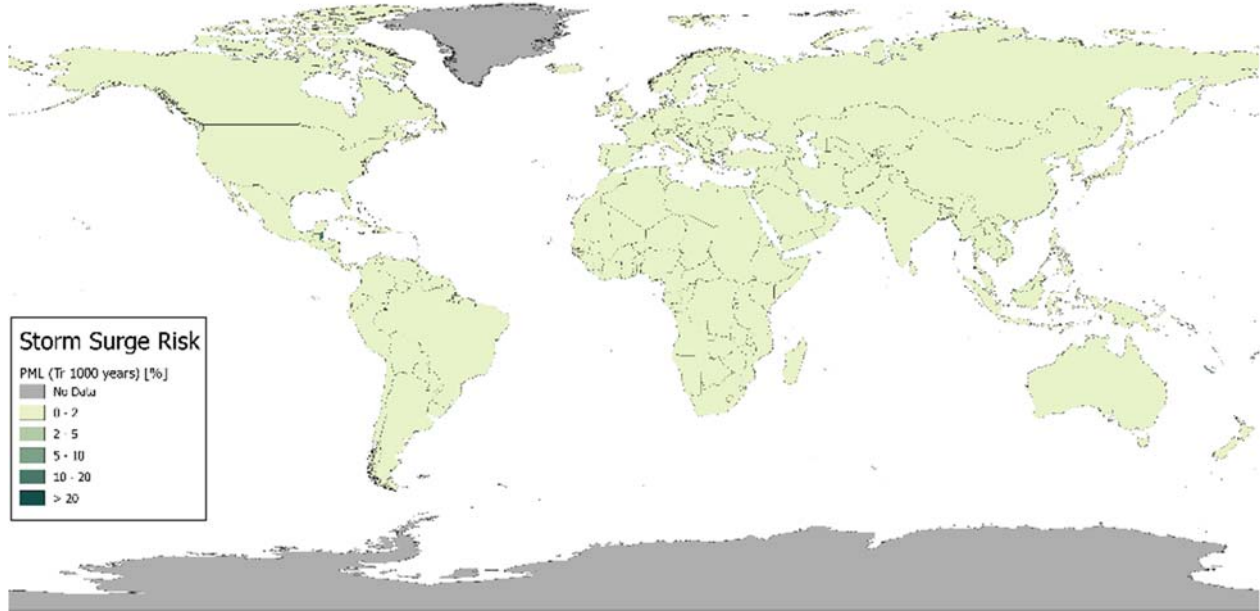 Storm Surge Risk
PML (Tr 1000 years) [%]
No Data
0 - 2
2 - 5
5 - 10
10 - 20
> 20